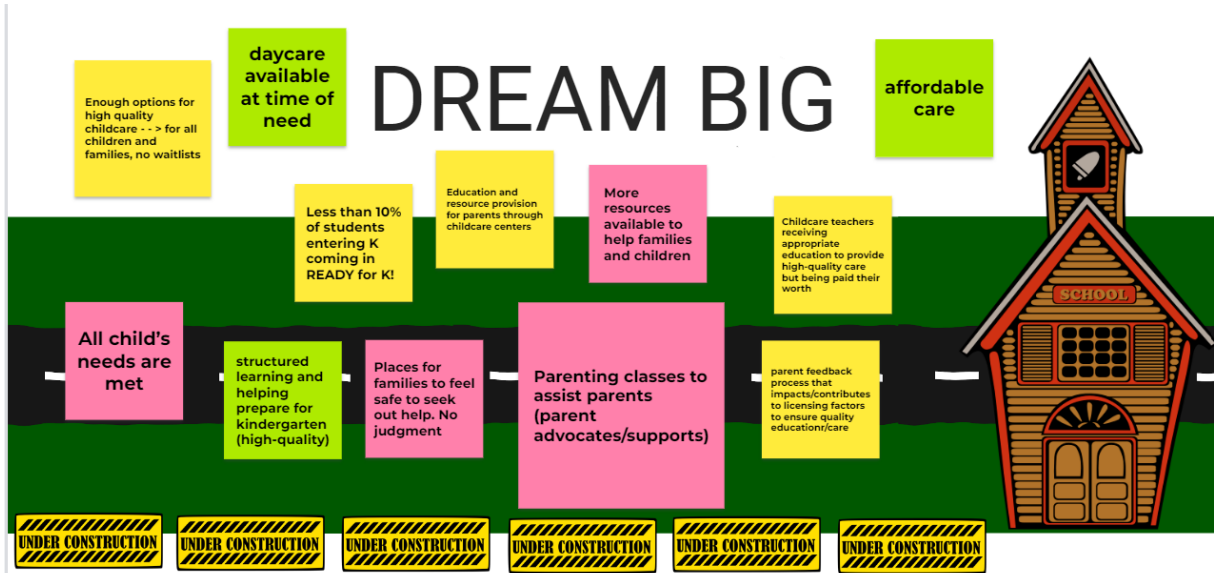 DREAM BIG
Enough options for
high quality
childcare - - > for all
children and
families, no waitlists
daycare
available
at time of
need
affordable
care
Less than 10%
of students
entering K
coming in
READY for K!
Education and
resource provision
for parents through
childcare centers
More
resources
available to
help families
and children
Childcare teachers
receiving
appropriate
education to provide
high-quality care
but being paid their
worth
All child's
needs are
met
structured
learning and
helping
prepare for
kindergarten
(high-quality)
Places for
families to feel
safe to seek
out help. No
judgment
Parenting classes to
assist parents
(parent
advocates/supports)
parent feedback
process that
impacts/contributes
to licensing factors
to ensure quality
educationr/care
SCHOOL
UNDER CONSTRUCTION
UNDER CONSTRUCTION
UNDER CONSTRUCTION
UNDER CONSTRUCTION
UNDER CONSTRUCTION
UNDER CONSTRUCTION